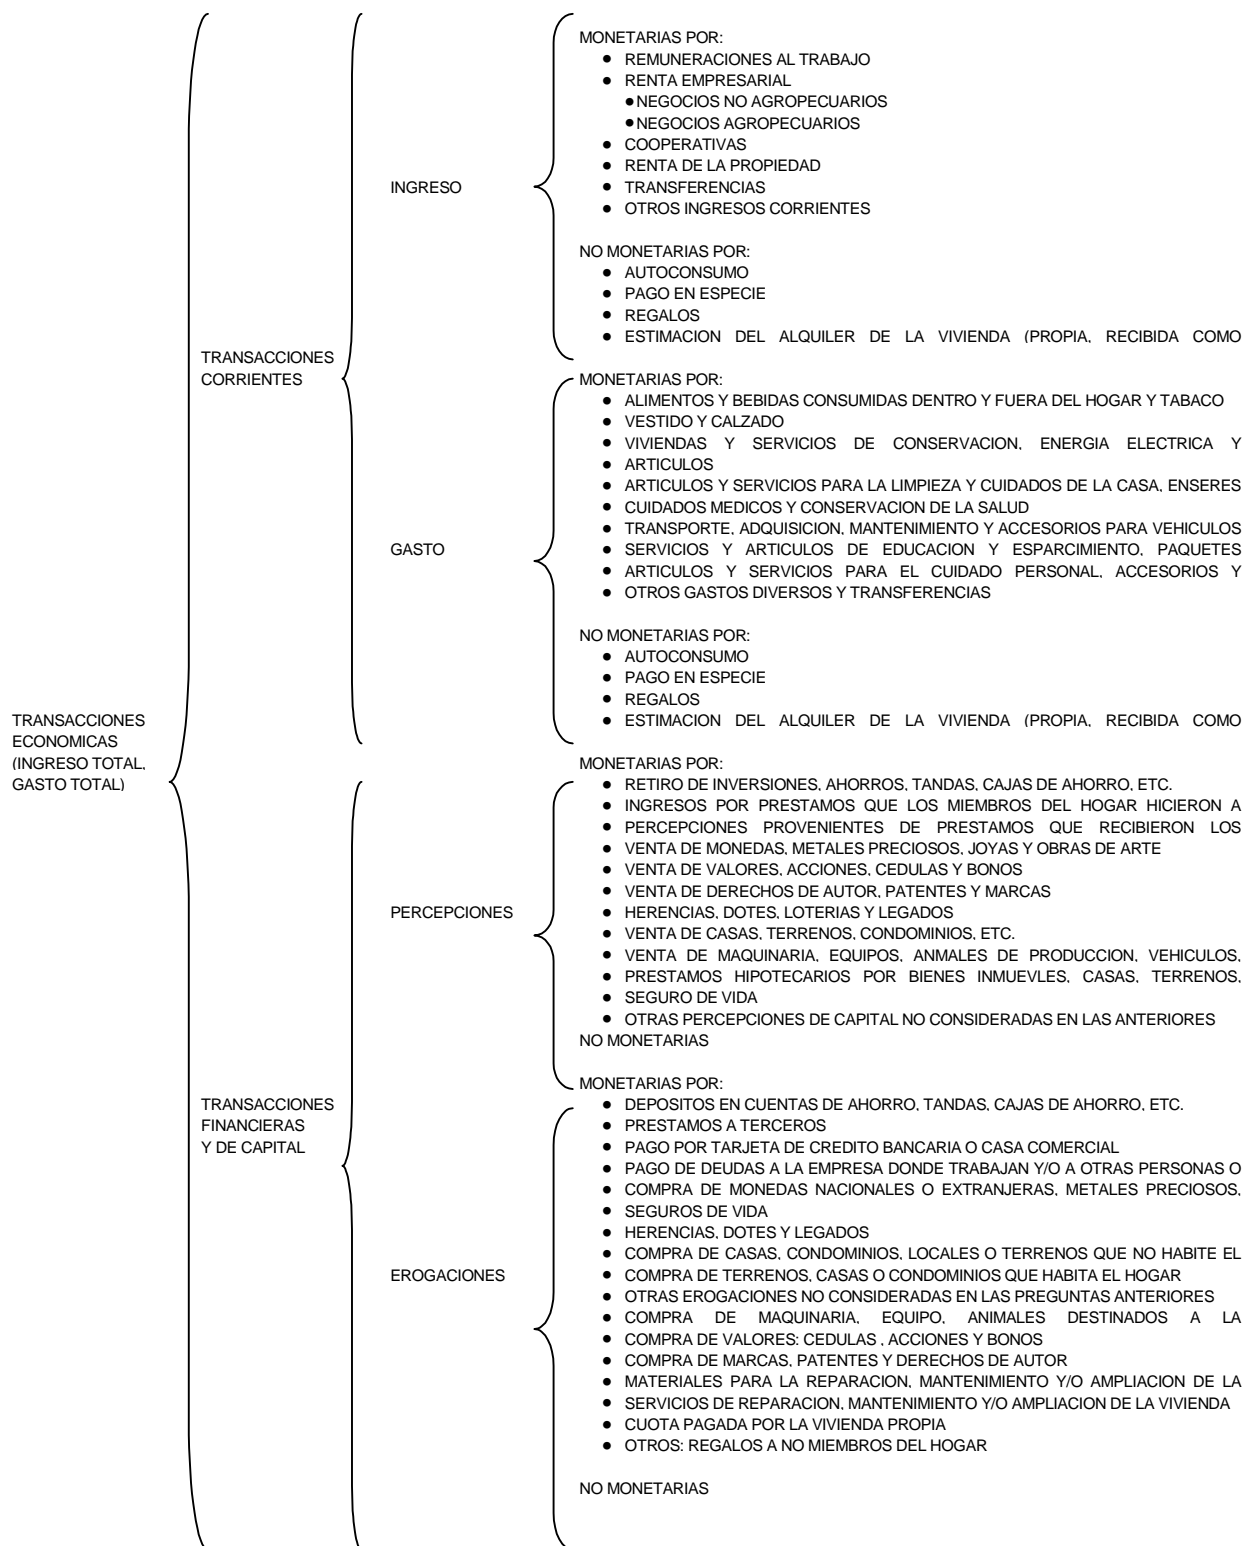 MONETARIAS POR:
● REMUNERACIONES AL TRABAJO
● RENTA EMPRESARIAL
● NEGOCIOS NO AGROPECUARIOS
● NEGOCIOS AGROPECUARIOS
● COOPERATIVAS
● RENTA DE LA PROPIEDAD
INGRESO
● TRANSFERENCIAS
● OTROS INGRESOS CORRIENTES
NO MONETARIAS POR:
● AUTOCONSUMO
● PAGO EN ESPECIE
● REGALOS
● ESTIMACION DEL ALQUILER DE LA VIVIENDA (PROPIA, RECIBIDA COMO
TRANSACCIONES
CORRIENTES
MONETARIAS POR:
● ALIMENTOS Y BEBIDAS CONSUMIDAS DENTRO Y FUERA DEL HOGAR Y TABACO
● VESTIDO Y CALZADO
● VIVIENDAS Y SERVICIOS DE CONSERVACION, ENERGIA ELECTRICA Y
● ARTICULOS
● ARTICULOS Y SERVICIOS PARA LA LIMPIEZA Y CUIDADOS DE LA CASA, ENSERES
● CUIDADOS MEDICOS Y CONSERVACION DE LA SALUD
● TRANSPORTE, ADQUISICION, MANTENIMIENTO Y ACCESORIOS PARA VEHICULOS
GASTO
● SERVICIOS Y ARTICULOS DE EDUCACION Y ESPARCIMIENTO, PAQUETES
● ARTICULOS Y SERVICIOS PARA EL CUIDADO PERSONAL, ACCESORIOS Y
● OTROS GASTOS DIVERSOS Y TRANSFERENCIAS
NO MONETARIAS POR:
● AUTOCONSUMO
● PAGO EN ESPECIE
● REGALOS
● ESTIMACION DEL ALQUILER DE LA VIVIENDA (PROPIA, RECIBIDA COMO
TRANSACCIONES
ECONOMICAS
(INGRESO TOTAL,
GASTO TOTAL)
MONETARIAS POR:
● RETIRO DE INVERSIONES, AHORROS, TANDAS, CAJAS DE AHORRO, ETC.
● INGRESOS POR PRESTAMOS QUE LOS MIEMBROS DEL HOGAR HICIERON A
● PERCEPCIONES PROVENIENTES DE PRESTAMOS QUE RECIBIERON LOS
● VENTA DE MONEDAS, METALES PRECIOSOS, JOYAS Y OBRAS DE ARTE
● VENTA DE VALORES, ACCIONES, CEDULAS Y BONOS
● VENTA DE DERECHOS DE AUTOR, PATENTES Y MARCAS
PERCEPCIONES
● HERENCIAS, DOTES, LOTERIAS Y LEGADOS
● VENTA DE CASAS, TERRENOS, CONDOMINIOS, ETC.
● VENTA DE MAQUINARIA, EQUIPOS, ANMALES DE PRODUCCION, VEHICULOS,
● PRESTAMOS HIPOTECARIOS POR BIENES INMUEVLES, CASAS, TERRENOS,
● SEGURO DE VIDA
● OTRAS PERCEPCIONES DE CAPITAL NO CONSIDERADAS EN LAS ANTERIORES
NO MONETARIAS
TRANSACCIONES
FINANCIERAS
Y DE CAPITAL
MONETARIAS POR:
● DEPOSITOS EN CUENTAS DE AHORRO, TANDAS, CAJAS DE AHORRO, ETC.
● PRESTAMOS A TERCEROS
● PAGO POR TARJETA DE CREDITO BANCARIA O CASA COMERCIAL
● PAGO DE DEUDAS A LA EMPRESA DONDE TRABAJAN Y/O A OTRAS PERSONAS O
● COMPRA DE MONEDAS NACIONALES O EXTRANJERAS, METALES PRECIOSOS,
● SEGUROS DE VIDA
● HERENCIAS, DOTES Y LEGADOS
● COMPRA DE CASAS, CONDOMINIOS, LOCALES O TERRENOS QUE NO HABITE EL
EROGACIONES
● COMPRA DE TERRENOS, CASAS O CONDOMINIOS QUE HABITA EL HOGAR
● OTRAS EROGACIONES NO CONSIDERADAS EN LAS PREGUNTAS ANTERIORES
● COMPRA DE MAQUINARIA, EQUIPO, ANIMALES DESTINADOS A LA
● COMPRA DE VALORES: CEDULAS , ACCIONES Y BONOS
● COMPRA DE MARCAS, PATENTES Y DERECHOS DE AUTOR
● MATERIALES PARA LA REPARACION, MANTENIMIENTO Y/O AMPLIACION DE LA
● SERVICIOS DE REPARACION, MANTENIMIENTO Y/O AMPLIACION DE LA VIVIENDA
● CUOTA PAGADA POR LA VIVIENDA PROPIA
● OTROS: REGALOS A NO MIEMBROS DEL HOGAR
NO MONETARIAS